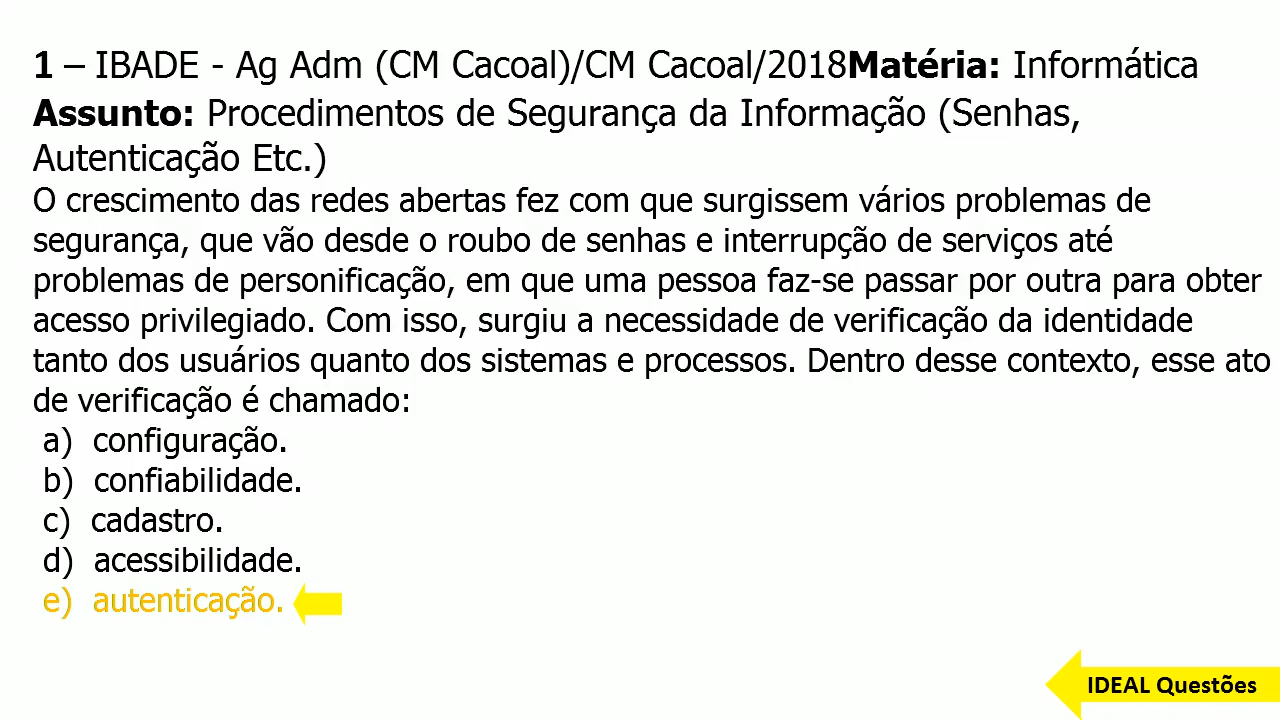 1 – IBADE - Ag Adm (CM Cacoal)/CM Cacoal/2018Matéria: Informática
Assunto: Procedimentos de Segurança da Informação (Senhas,
Autenticação Etc.)
O crescimento das redes abertas fez com que surgissem vários problemas de
segurança, que vão desde o roubo de senhas e interrupção de serviços até
problemas de personificação, em que uma pessoa faz-se passar por outra para obter
acesso privilegiado. Com isso, surgiu a necessidade de verificação da identidade
tanto dos usuários quanto dos sistemas e processos. Dentro desse contexto, esse ato
de verificação é chamado:
a) configuração.
b) confiabilidade.
c) cadastro.
d) acessibilidade.
e) autenticação.
IDEAL Questões